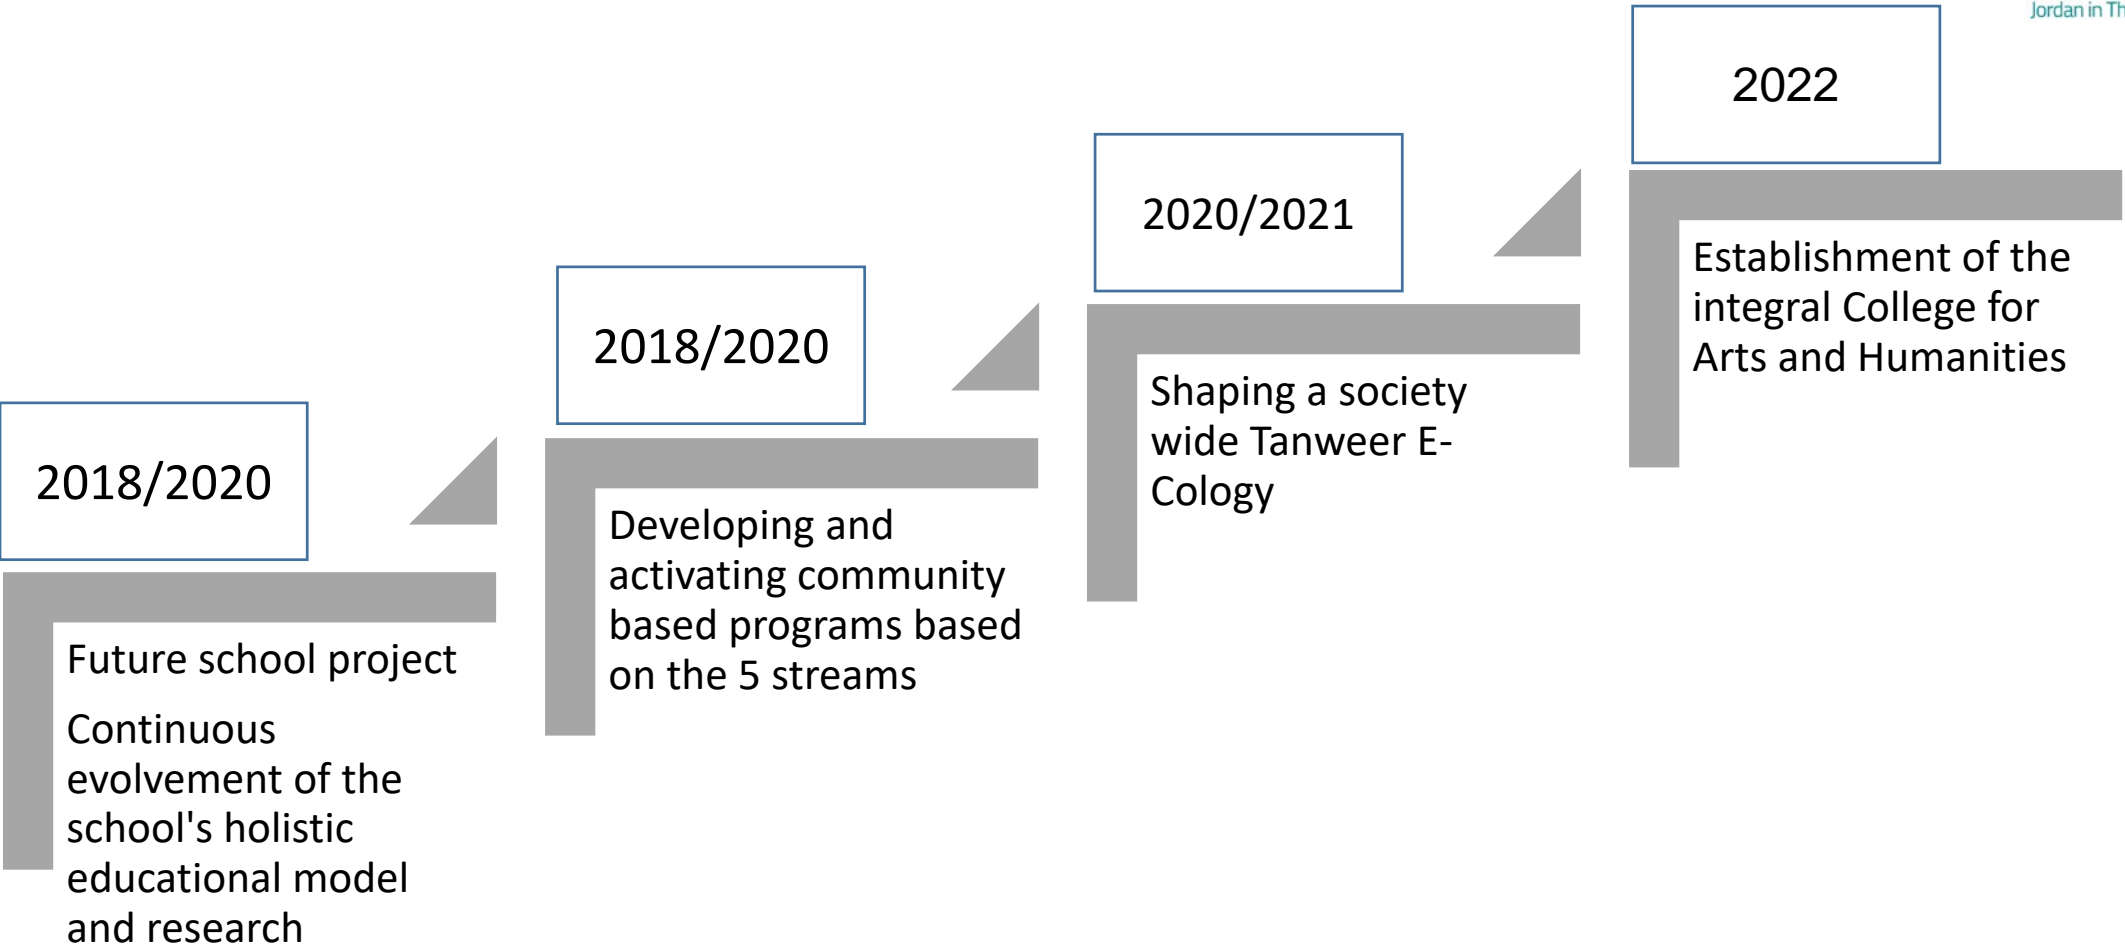 Jordan in Th
2018/2020
Future school project
Continuous
evolvement of the
school's holistic
educational model
and research
2018/2020
Developing and
activating community
based programs based
on the 5 streams
2020/2021
Shaping a society
wide Tanweer E-
Cology
2022
Establishment of the
integral College for
Arts and Humanities